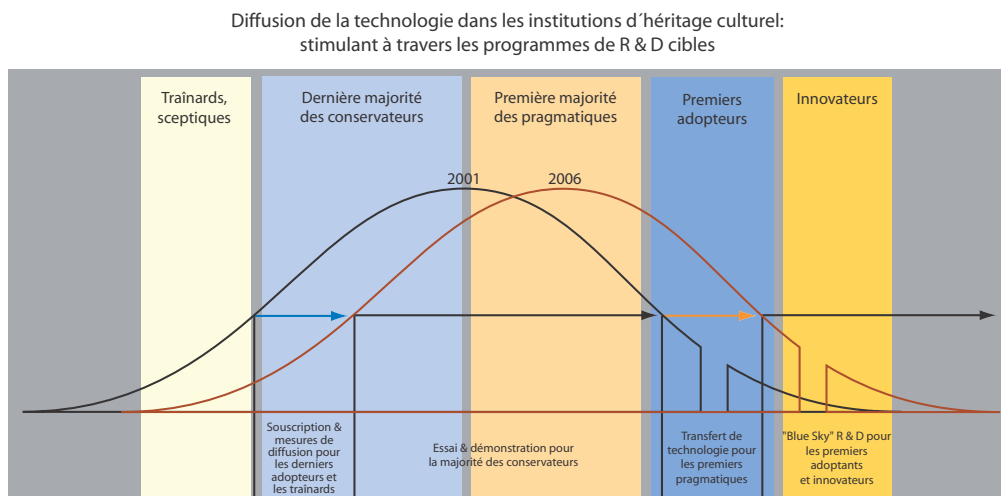 Diffusion de la technologie dans les institutions d´héritage culturel:
stimulant à travers les programmes de R & D cibles
Traînards,
sceptiques
Dernière majorité
des conservateurs
Première majorité
des pragmatiques
Premiers
adopteurs
Innovateurs
2001
2006
Souscription &
mesures de
diffusion pour
les derniers
adopteurs et
les traînards
Essai & démonstration pour
la majorité des conservateurs
Transfert de
technologie pour
les premiers
pragmatiques
"Blue Sky" R & D pour
les premiers
adoptants
et innovateurs